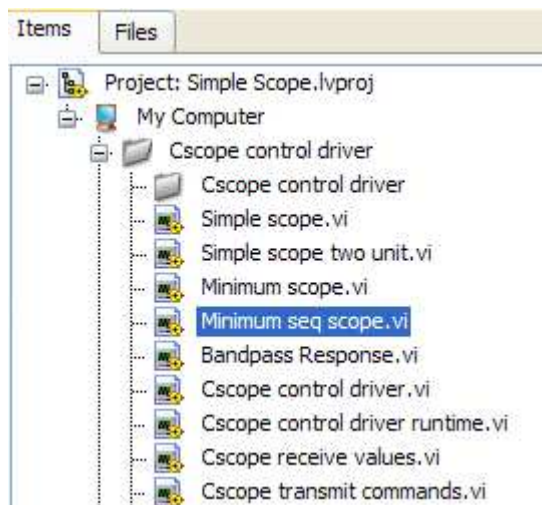 Items Files
Project: Simple Scope.lvproj
My Computer
Cscope control driver
Cscope control driver
Simple scope.vi
Simple scope two unit.vi
Minimum scope.vi
Minimum seq scope.vi
Bandpass Response.vi
Cscope control driver.vi
Cscope control driver runtime.vi
Cscope receive values.vi
Cscope transmit commands.vi